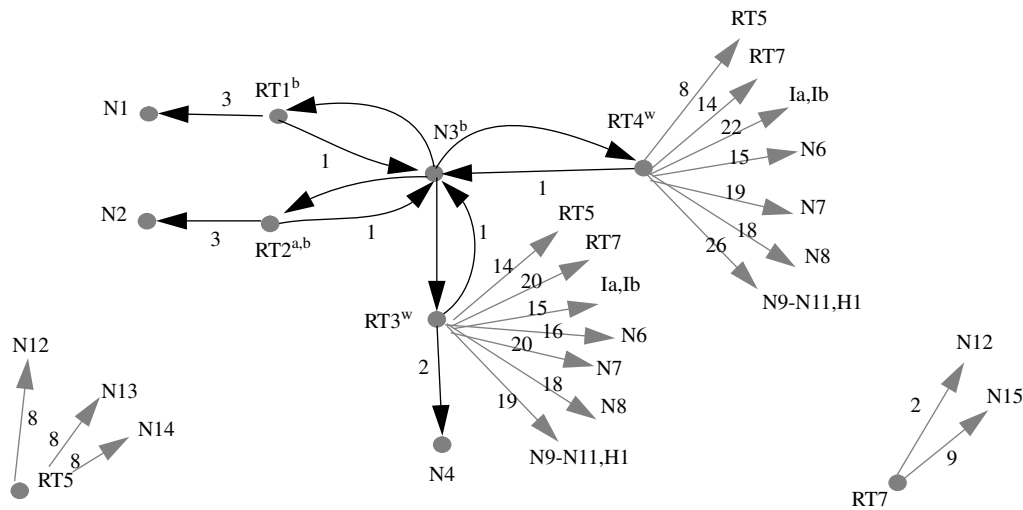 RT5
RT7
8
14
Ia,Ib
22
RT1b
RT4w
N1
3
N3b
15
N6
1
19
N7
N2
1
18
3
RT2a,b
1
1
RT5
26
N8
RT7
14
20
Ia,Ib
N9-N11,H1
15
RT3w
16
N6
20
N12
N12
2
N7
N13
18
N15
8
19
N8
2
N14
8
N9-N11,H1
9
8
N4
RT5
RT7